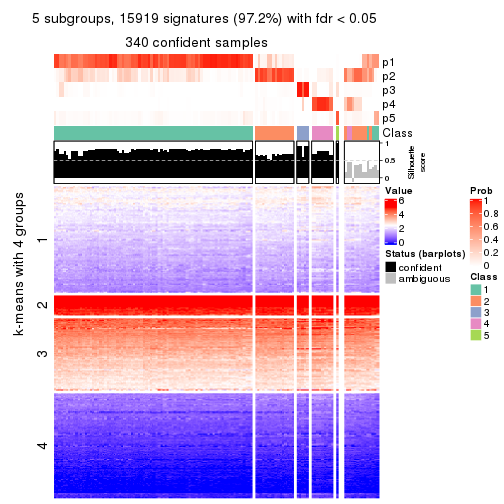 5 subgroups, 15919 signatures (97.2%) with fdr < 0.05
340 confident samples
p1
p2
p3
p4
p5
Class
1
0.5
0
Silhouette
score
k-means with 4 groups
1
2
3
4
Value
6
4
2
0
Status (barplots)
confident
ambiguous
Prob
1
0.8
0.6
0.4
0.2
0
Class
1
2
3
4
5